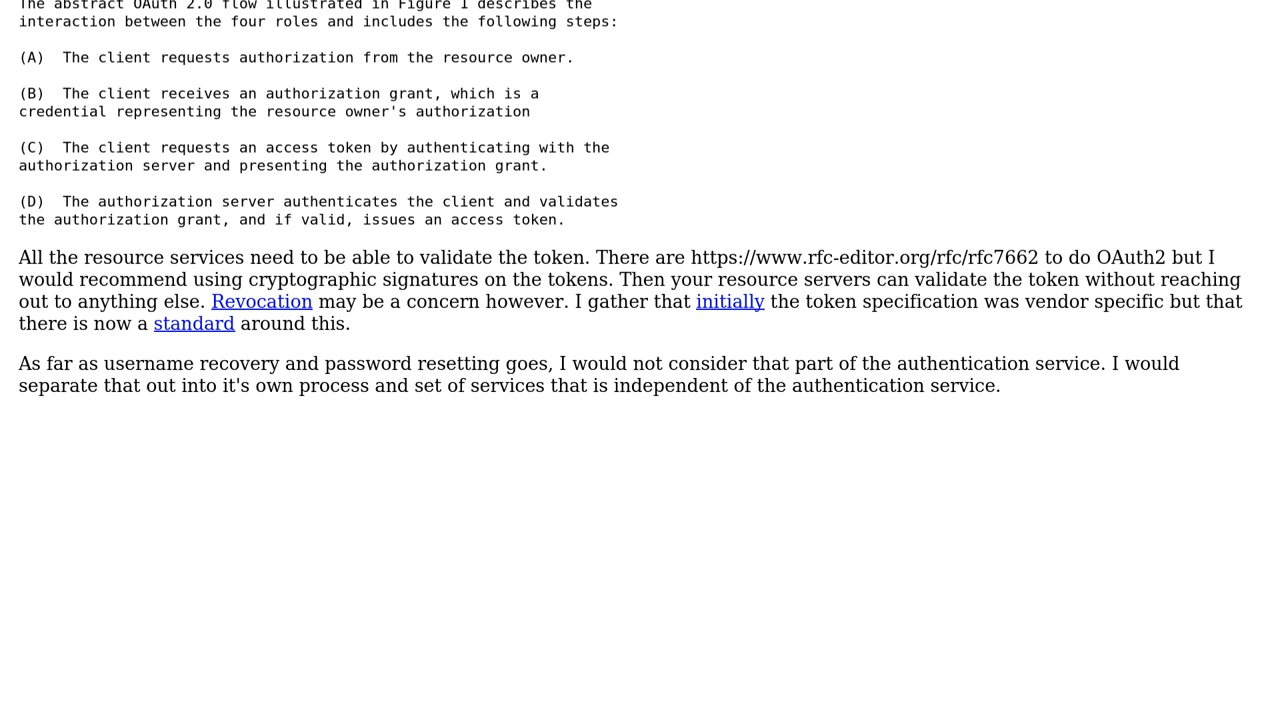 The abstract OAuth 2.0 flow illustrated in Figure 1 describes the
interaction between the four roles and includes the following steps:
(A)  The client requests authorization from the resource owner.
(B)  The client receives an authorization grant, which is a
credential representing the resource owner's authorization
(C)  The client requests an access token by authenticating with the
authorization server and presenting the authorization grant.
(D)  The authorization server authenticates the client and validates
the authorization grant, and if valid, issues an access token.
All the resource services need to be able to validate the token. There are https://www.rfc-editor.org/rfc/rfc7662 to do OAuth2 but I
would recommend using cryptographic signatures on the tokens. Then your resource servers can validate the token without reaching
out to anything else. Revocation may be a concern however. I gather that initially the token specification was vendor specific but that
there is now a standard around this.
As far as username recovery and password resetting goes, I would not consider that part of the authentication service. I would
separate that out into it's own process and set of services that is independent of the authentication service.